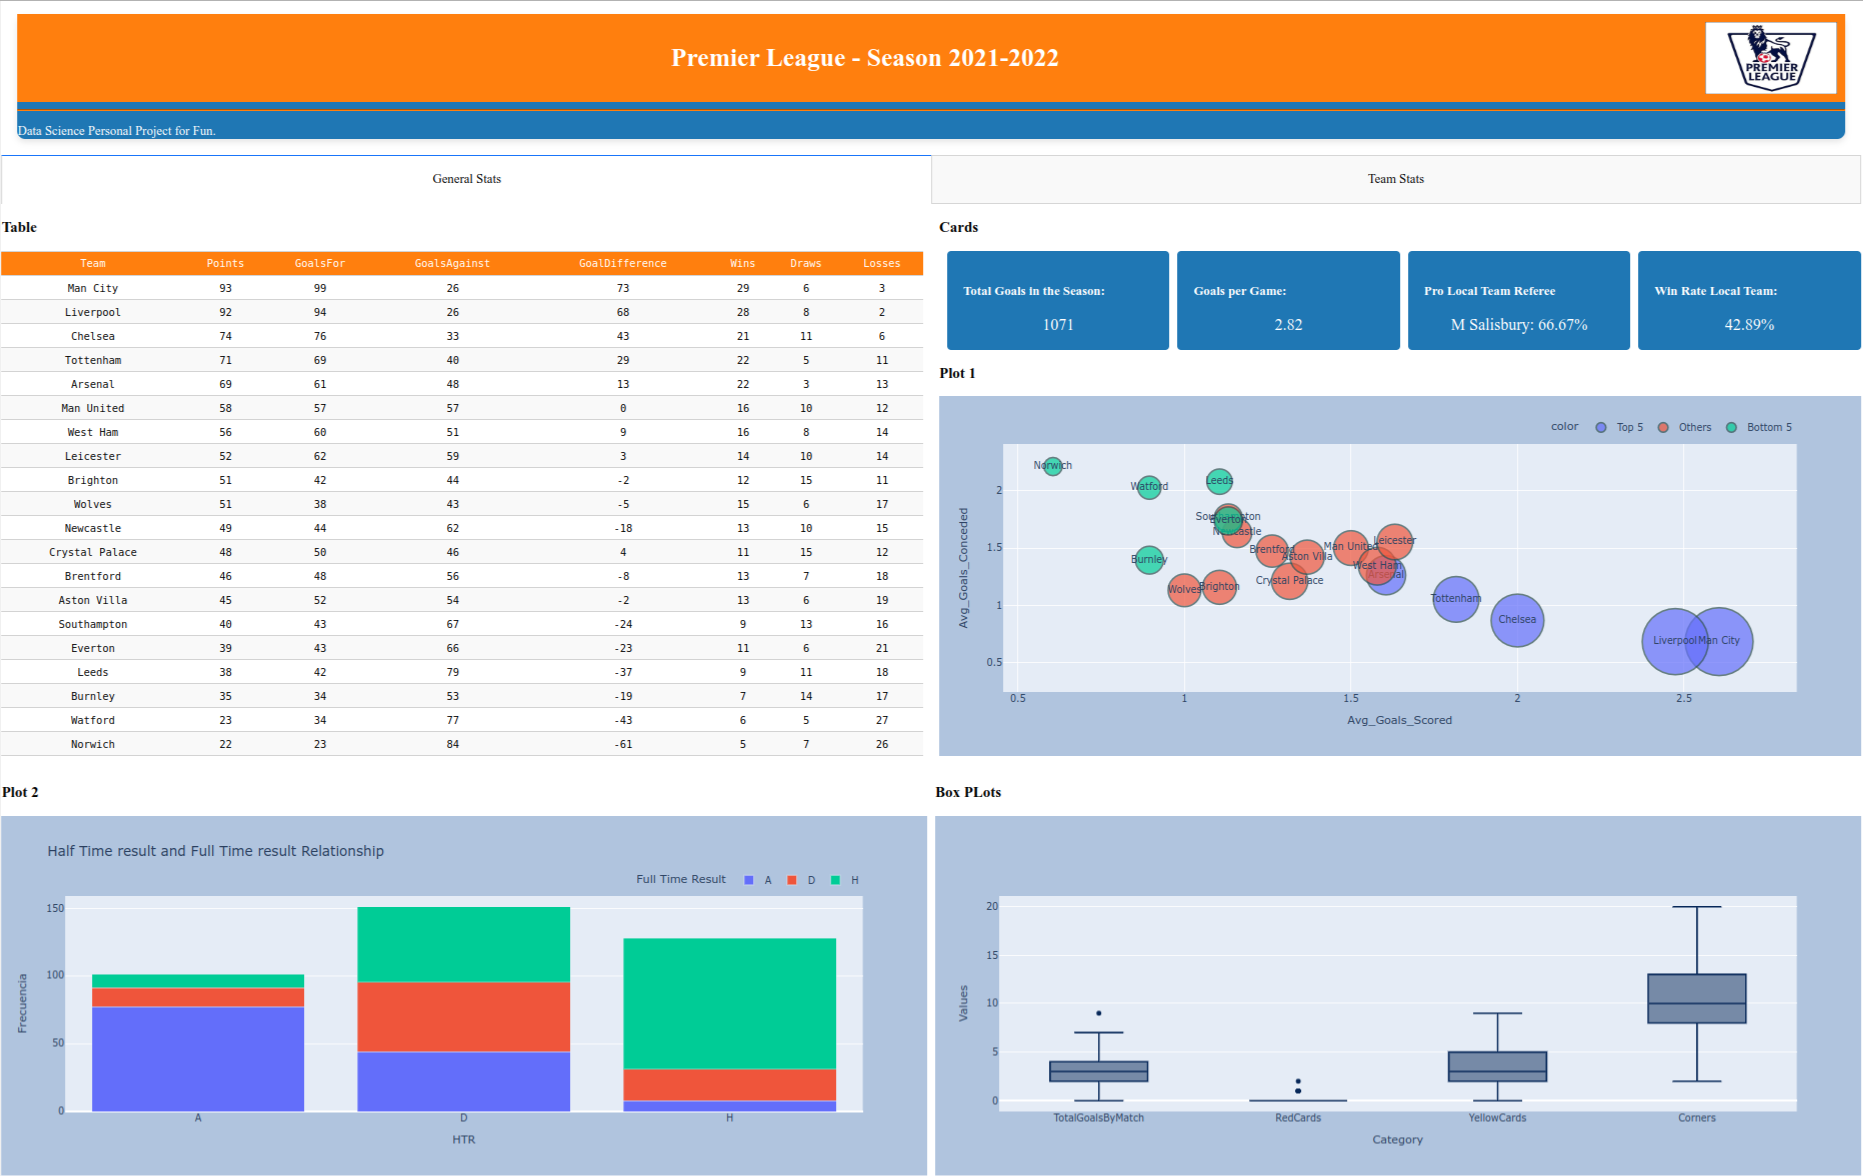 Premier League - Season 2021-2022
PREMIER
LEAGUE
Data Science Personal Project for Fun.
General Stats
Team Stats
Table
Team Points GoalsFor GoalsAgainst GoalDifference Wins Draws Losses
Man City 93 99 26 73 29 6 3
Liverpool 92 94 26 68 28 8 2
Chelsea 74 76 33 43 21 11 6
Tottenham 71 69 40 29 22 5 11
Arsenal 69 61 48 13 22 3 13
Man United 58 57 57 0 16 10 12
West Ham 56 60 51 9 16 8 14
Leicester 52 62 59 3 14 10 14
Brighton 51 42 44 -2 12 15 11
Wolves 51 38 43 -5 15 6 17
Newcastle 49 44 62 -18 13 10 15
Crystal Palace 48 50 46 4 11 15 12
Brentford 46 48 56 -8 13 7 18
Aston Villa 45 52 54 -2 13 6 19
Southampton 40 43 67 -24 9 13 16
Everton 39 43 66 -23 11 6 21
Leeds 38 42 79 -37 9 11 18
Burnley 35 34 53 -19 7 14 17
Watford 23 34 77 -43 6 5 27
Norwich 22 23 84 -61 5 7 26
Cards
Total Goals in the Season:
1071
Goals per Game:
2.82
Pro Local Team Referee
M Salisbury: 66.67%
Win Rate Local Team:
42.89%
Plot 1
color Top 5 Others Bottom 5
Norwich
Watford
Leeds
Southampton
Everton
Newcastle
Burnley
Brentford
Aston Villa
Man United
Leicester
West Ham
Arsenal
Crystal Palace
Wolves
Brighton
Tottenham
Chelsea
Liverpool
Man City
2
1.5
1
0.5
Avg_Goals_Conceded
0.5 1 1.5 2 2.5
Avg_Goals_Scored
Plot 2
Half Time result and Full Time result Relationship
Full Time Result A D H
150
100
50
0
Frecuencia
A D H
HTR
Box PLots
20
15
10
5
0
Values
TotalGoalsByMatch RedCards YellowCards Corners
Category